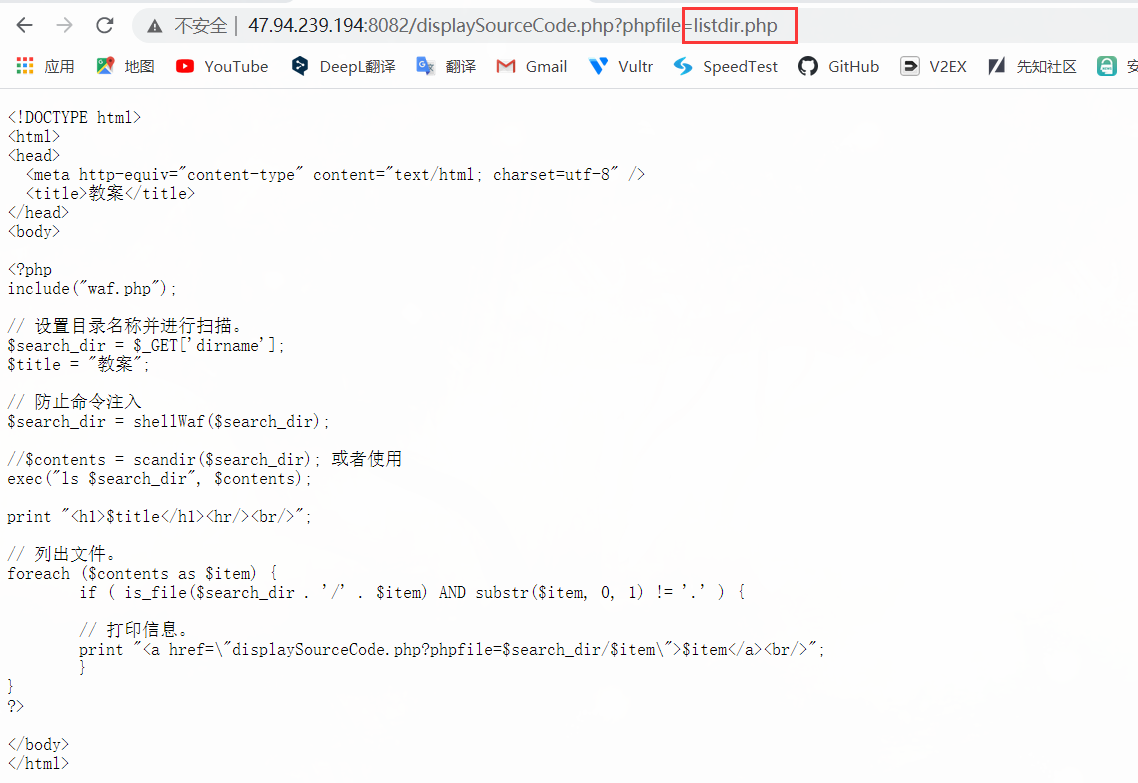 不安全 | 47.94.239.194:8082/displaySourceCode.php?phpfile=listdir.php
应用 地图 YouTube DeepL翻译 翻译 Gmail Vultr SpeedTest GitHub V2EX 先知社区 安
<!DOCTYPE html>
<html>
<head>
  <meta http-equiv="content-type" content="text/html; charset=utf-8" />
  <title>教案</title>
</head>
<body>
<?php
include("waf.php");
// 设置目录名称并进行扫描。
$search_dir = $_GET['dirname'];
$title = "教案";
// 防止命令注入
$search_dir = shellWaf($search_dir);
//$contents = scandir($search_dir); 或者使用
exec("ls $search_dir", $contents);
print "<h1>$title</h1><hr/><br/>";
// 列出文件。
foreach ($contents as $item) {
        if ( is_file($search_dir . '/' . $item) AND substr($item, 0, 1) != '.' ) {
        // 打印信息。
        print "<a href=\"displaySourceCode.php?phpfile=$search_dir/$item\">$item</a><br/>";
        }
}
?>
</body>
</html>